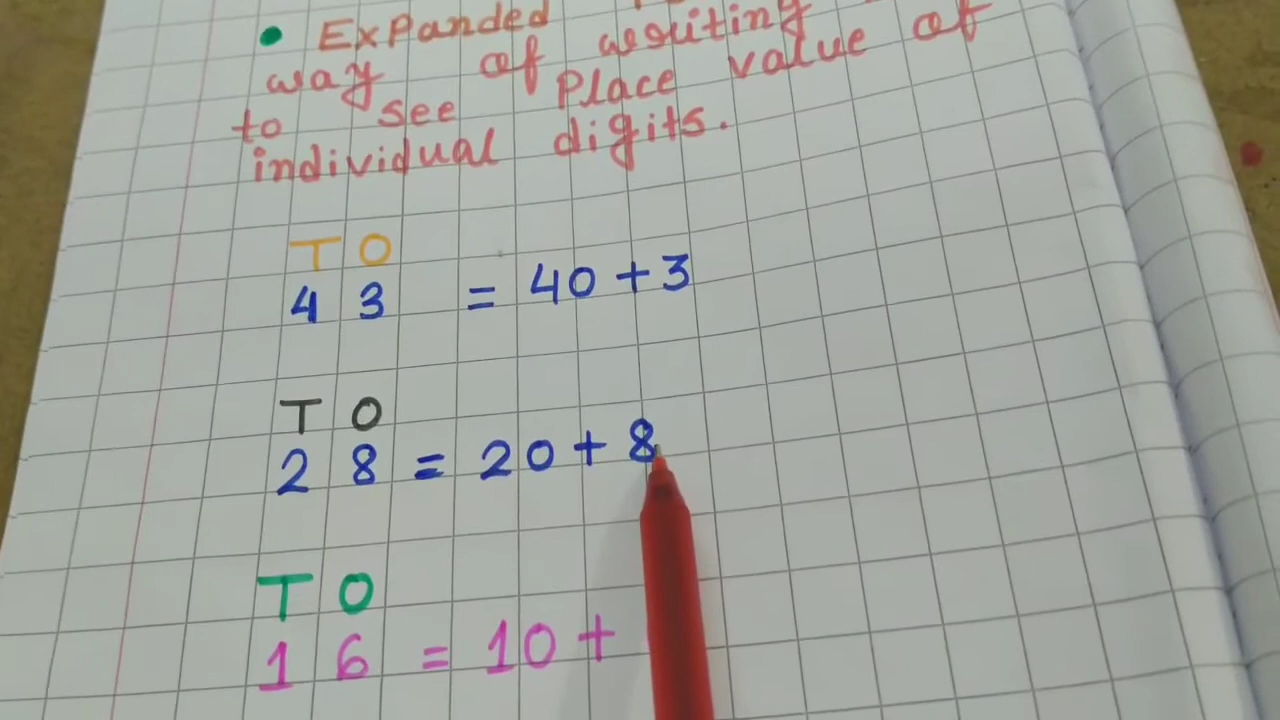 • Expanded
way of writing
to see Place value of
individual digits.
T O
4 3 = 40 + 3
T O
2 8 = 20 + 8
T O
1 6 = 10 +